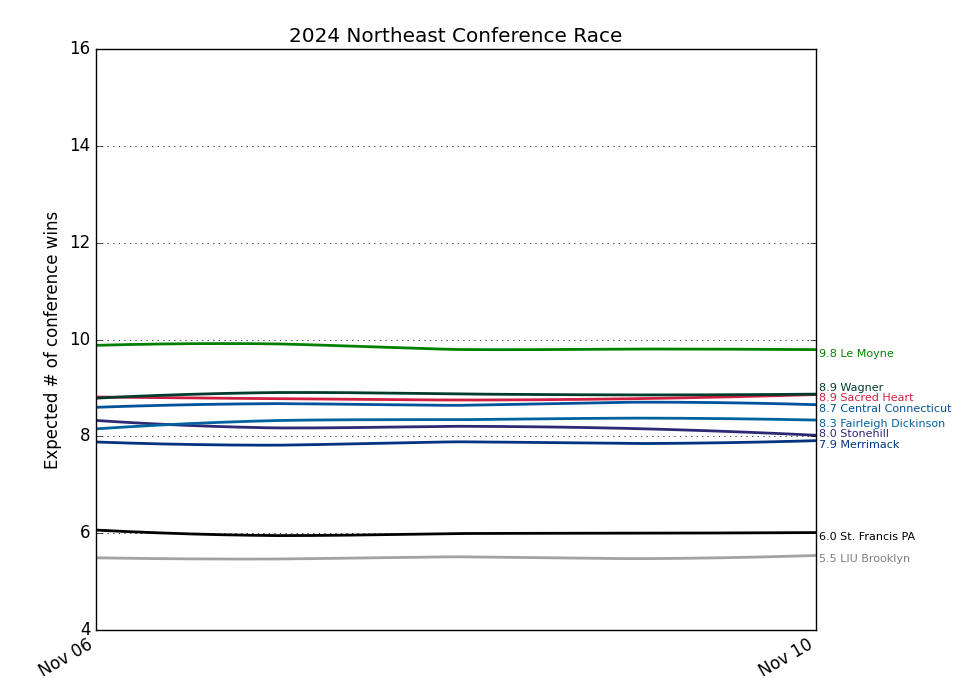 2024 Northeast Conference Race
Expected # of conference wins
16
14
12
10
8
6
4
9.8 Le Moyne
8.9 Wagner
8.9 Sacred Heart
8.7 Central Connecticut
8.3 Fairleigh Dickinson
8.0 Stonehill
7.9 Merrimack
6.0 St. Francis PA
5.5 LIU Brooklyn
Nov 06
Nov 10